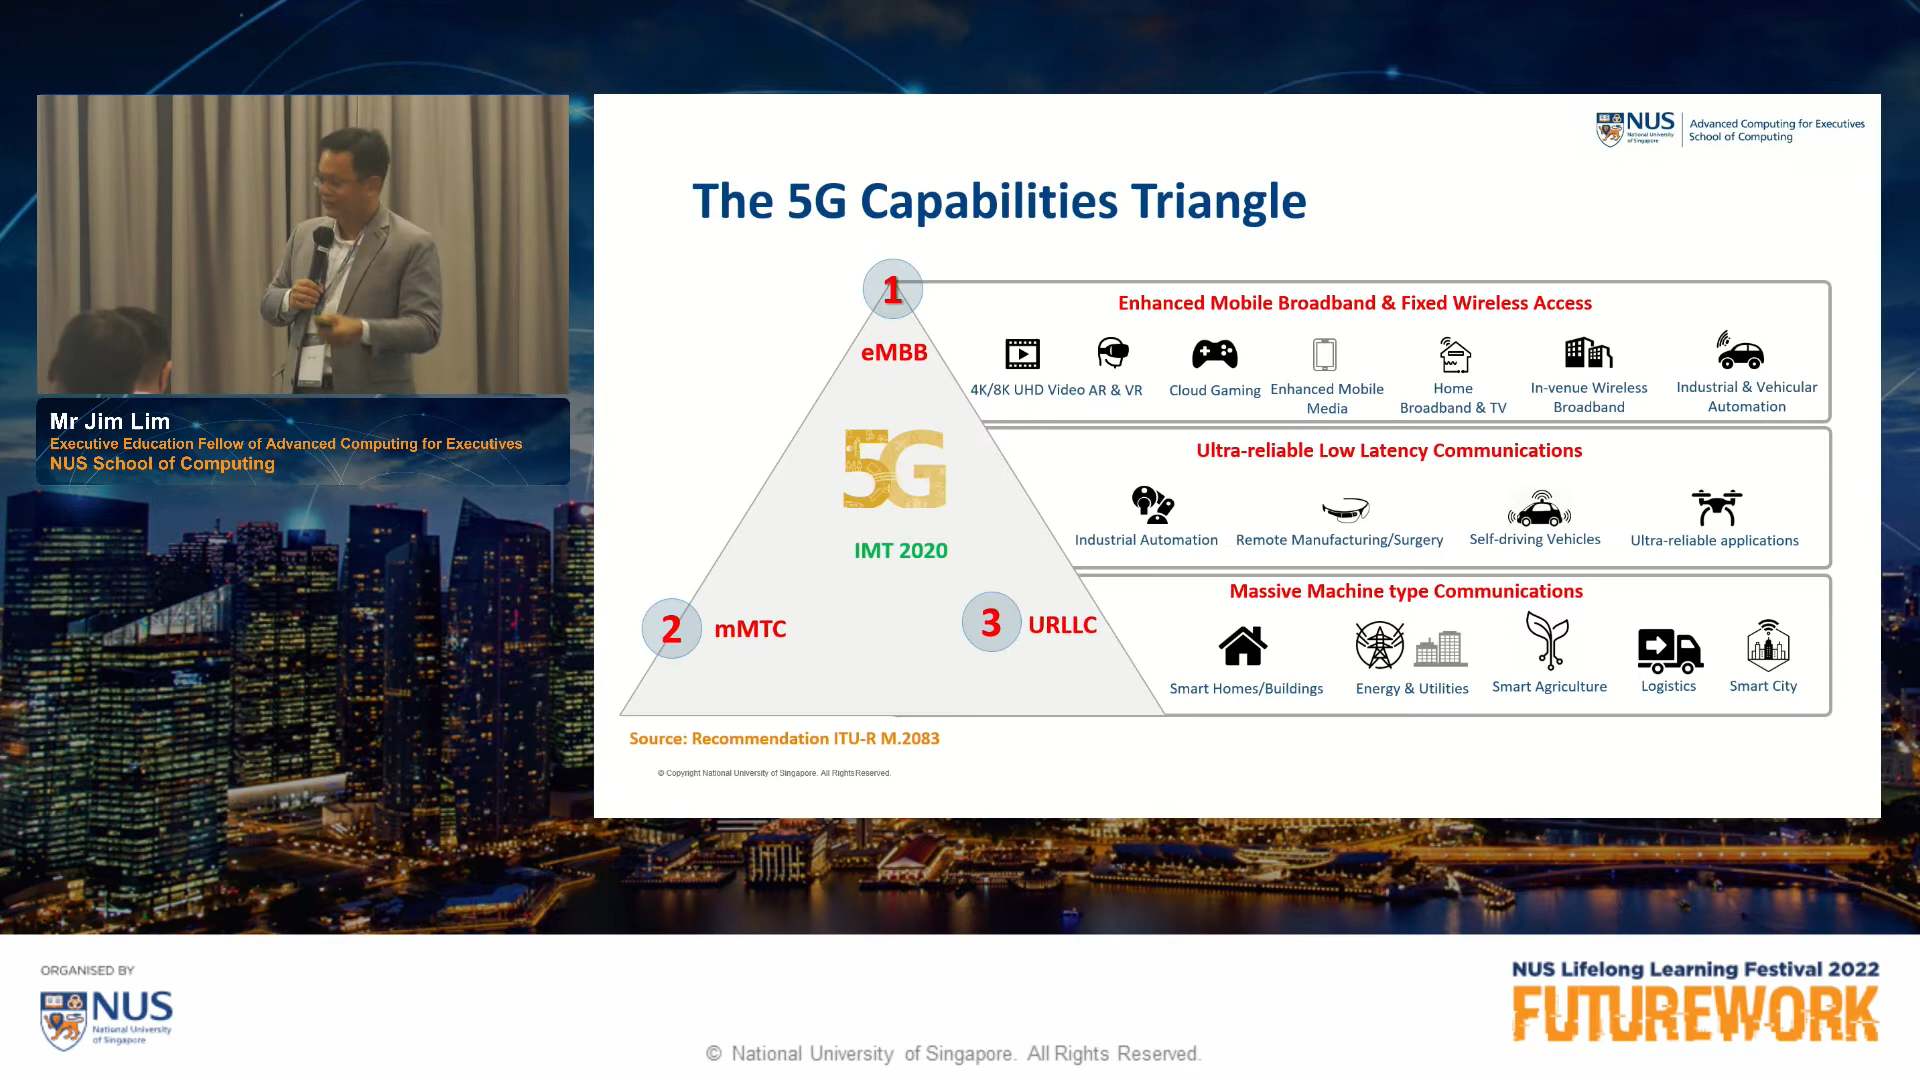 NUS
National University
of Singapore
Advanced Computing for Executives
School of Computing
The 5G Capabilities Triangle
1
eMBB
5G
IMT 2020
2
mMTC
3
URLLC
Enhanced Mobile Broadband & Fixed Wireless Access
4K/8K UHD Video
AR & VR
Cloud Gaming
Enhanced Mobile
Media
Home
Broadband & TV
In-venue Wireless
Broadband
Industrial & Vehicular
Automation
Ultra-reliable Low Latency Communications
Industrial Automation
Remote Manufacturing/Surgery
Self-driving Vehicles
Ultra-reliable applications
Massive Machine type Communications
Smart Homes/Buildings
Energy & Utilities
Smart Agriculture
Logistics
Smart City
Source: Recommendation ITU-R M.2083
© Copyright National University of Singapore. All Rights Reserved.
Mr Jim Lim
Executive Education Fellow of Advanced Computing for Executives
NUS School of Computing
ORGANISED BY
NUS
National University
of Singapore
© National University of Singapore. All Rights Reserved.
NUS Lifelong Learning Festival 2022
FUTUREWORK